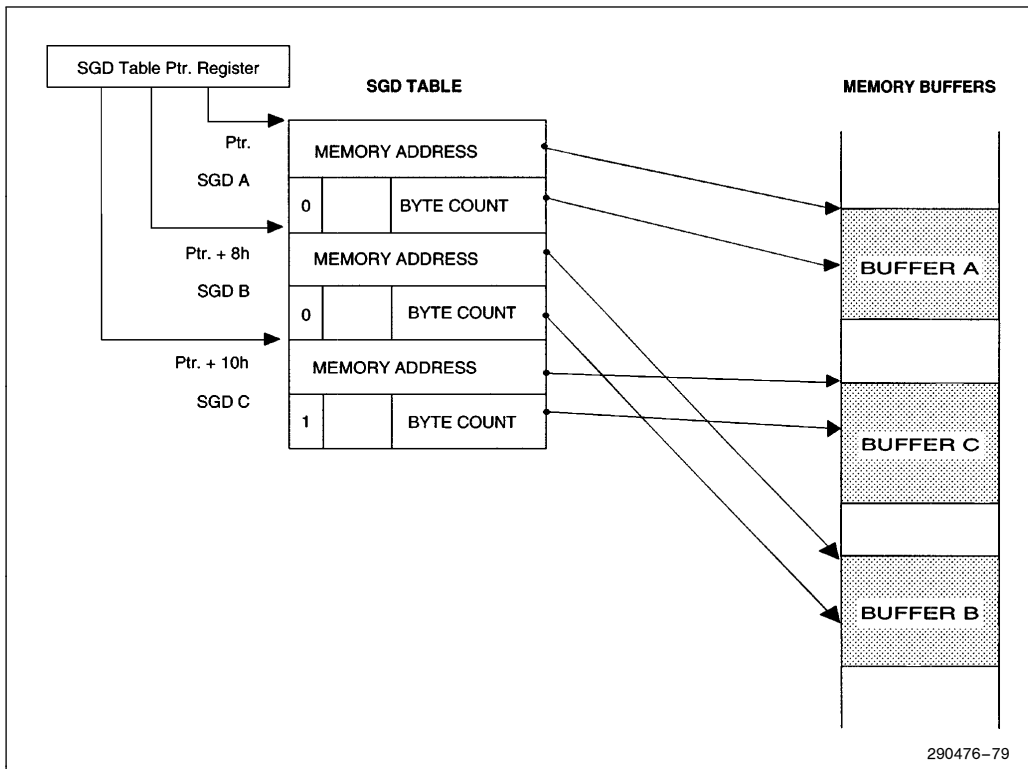 SGD Table Ptr. Register
SGD TABLE
MEMORY BUFFERS
Ptr.
SGD A
MEMORY ADDRESS
0 BYTE COUNT
Ptr. + 8h
SGD B
MEMORY ADDRESS
0 BYTE COUNT
Ptr. + 10h
SGD C
MEMORY ADDRESS
1 BYTE COUNT
BUFFER A
BUFFER C
BUFFER B
290476–79